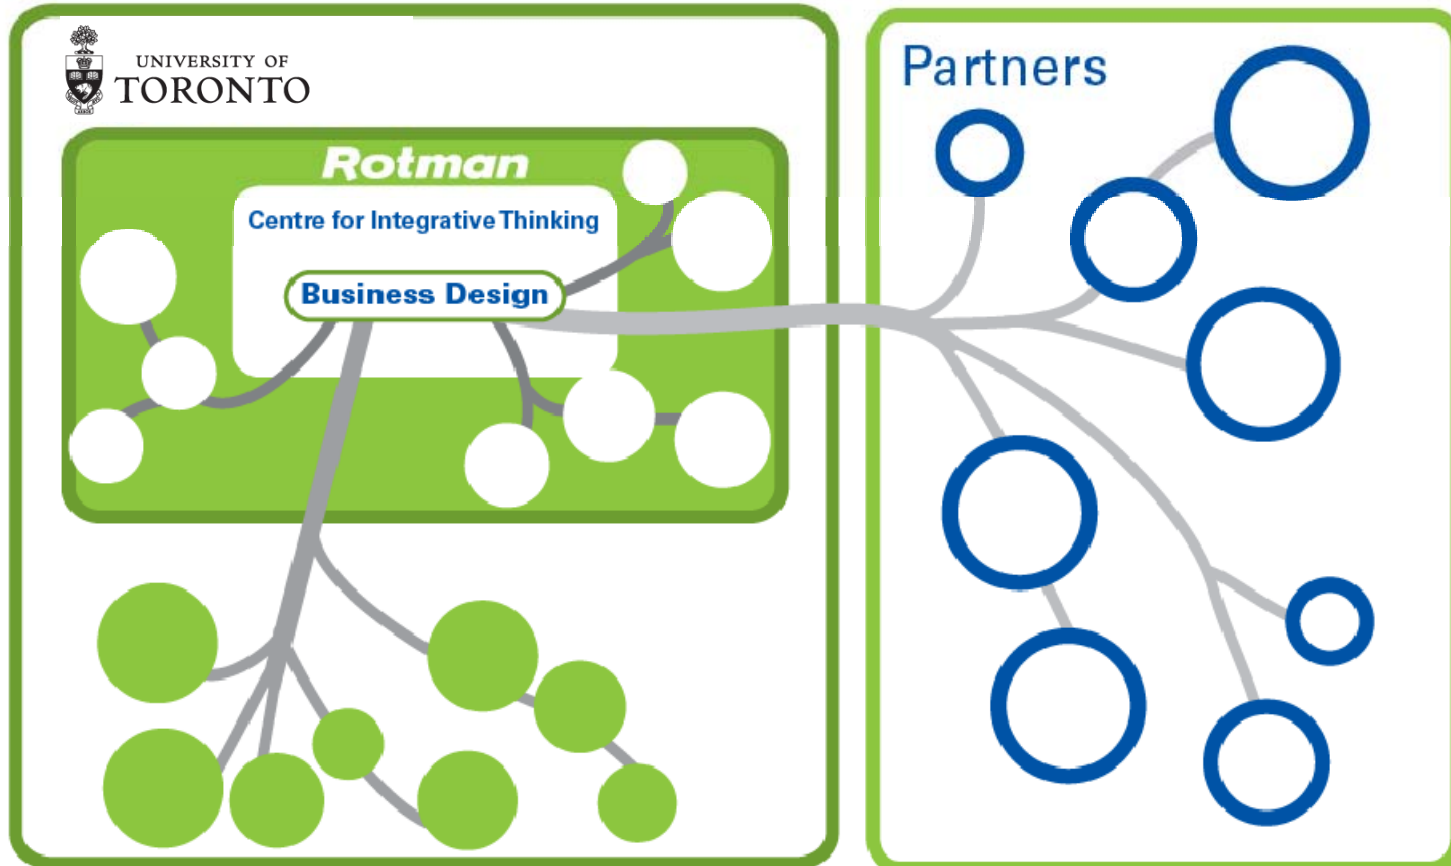 UNIVERSITY OF
TORONTO
Rotman
Centre for Integrative Thinking
Business Design
Partners